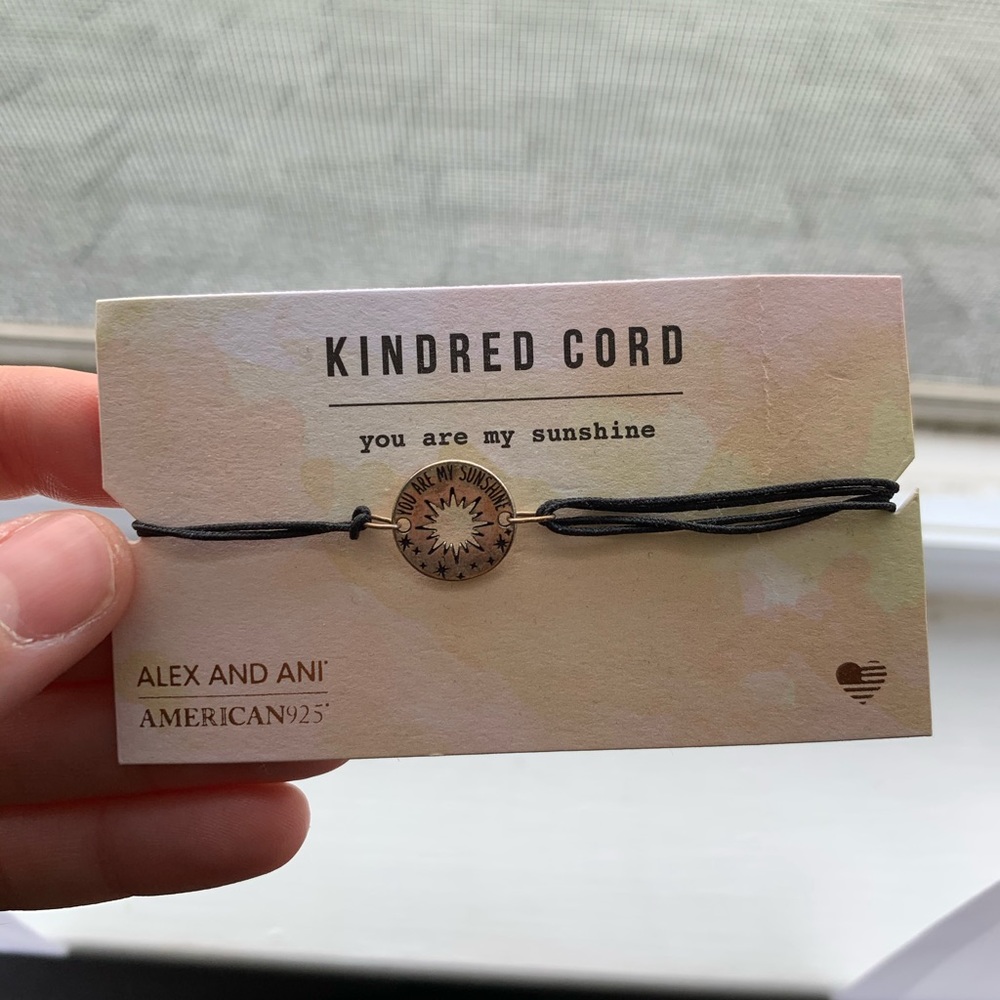 KINDRED CORD
you are my sunshine
YOU ARE MY SUNSHINE
ALEX AND ANI
AMERICAN925